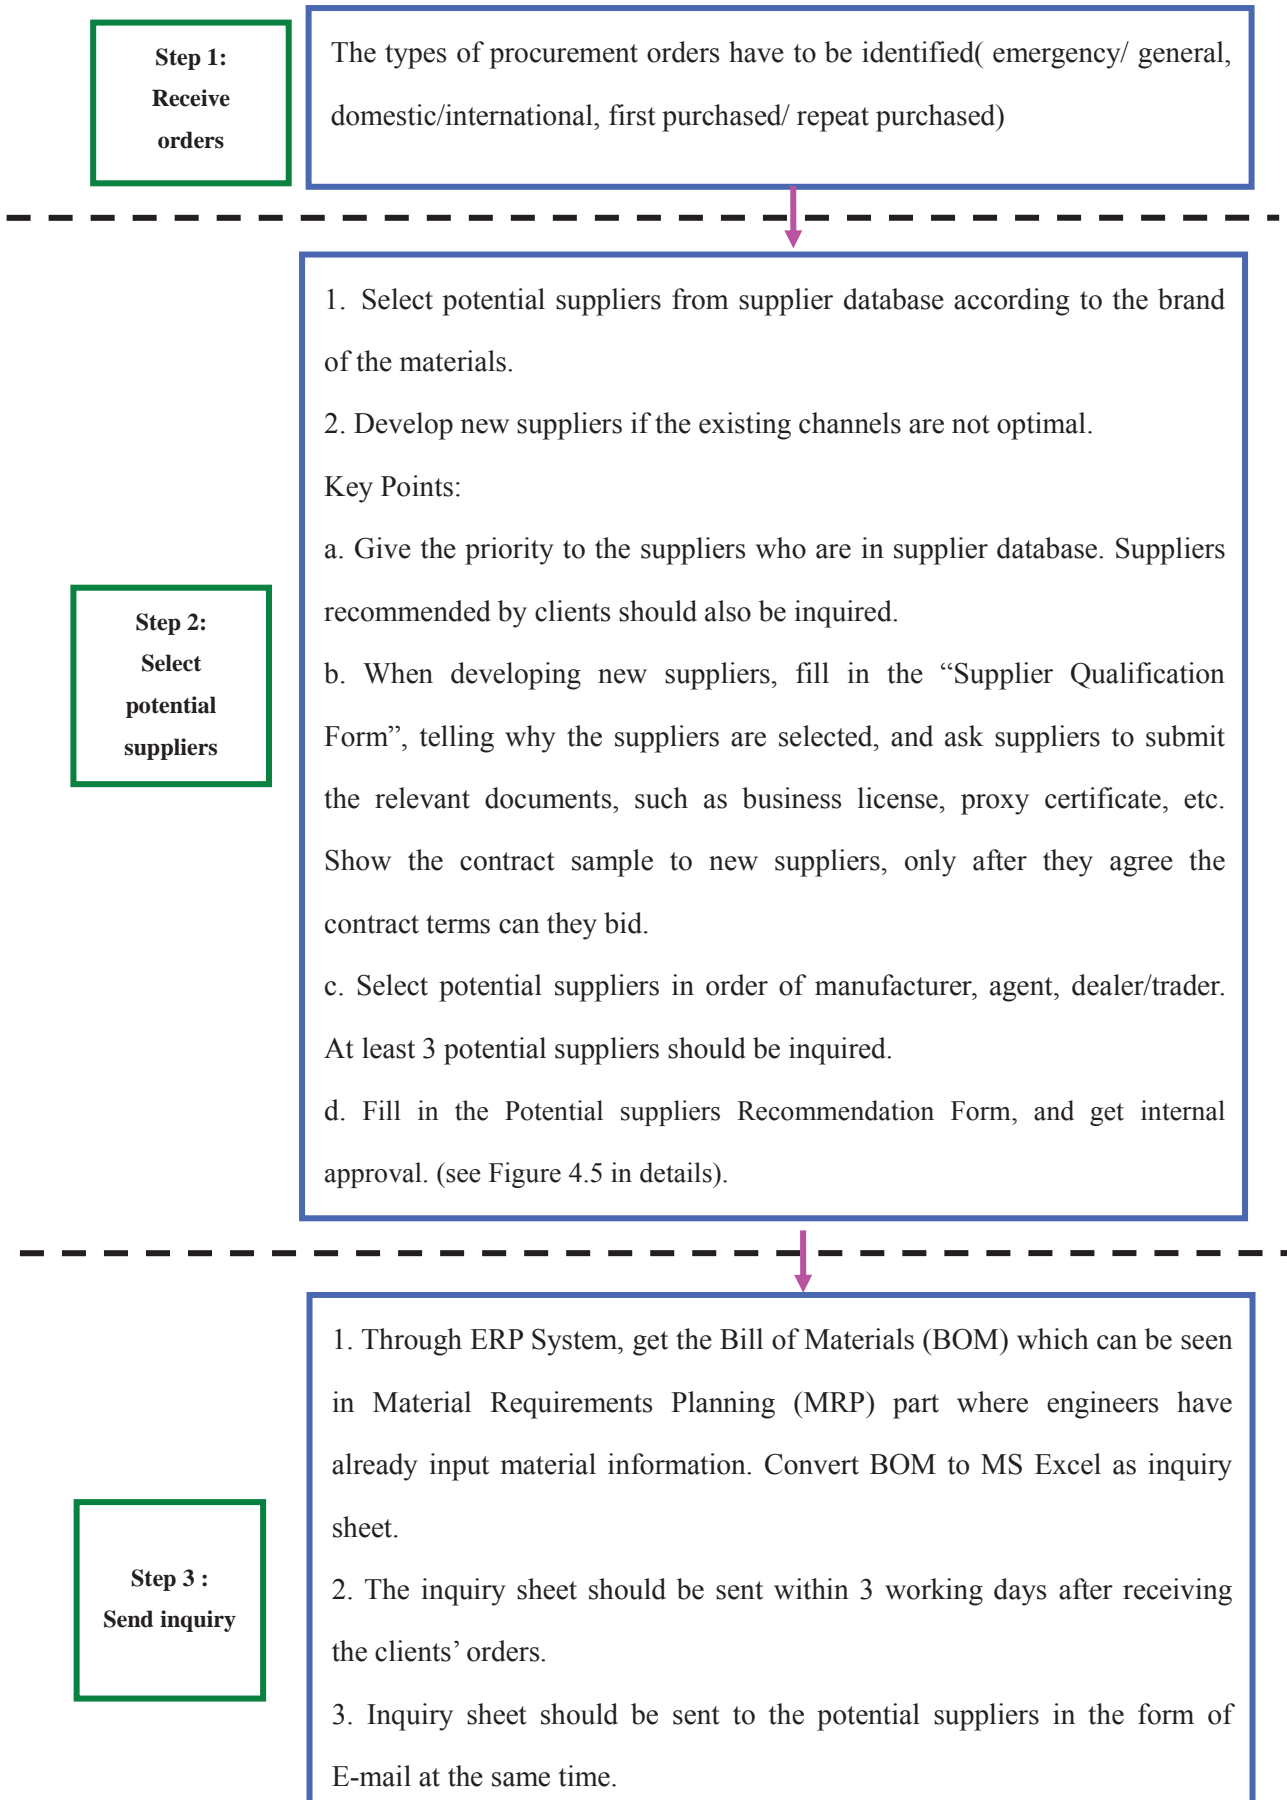 Step 1:
Receive
orders
The types of procurement orders have to be identified( emergency/ general,
domestic/international, first purchased/ repeat purchased)
1. Select potential suppliers from supplier database according to the brand
of the materials.
2. Develop new suppliers if the existing channels are not optimal.
Key Points:
a. Give the priority to the suppliers who are in supplier database. Suppliers
recommended by clients should also be inquired.
Step 2:
Select
potential
suppliers
b. When developing new suppliers, fill in the “Supplier Qualification
Form”, telling why the suppliers are selected, and ask suppliers to submit
the relevant documents, such as business license, proxy certificate, etc.
Show the contract sample to new suppliers, only after they agree the
contract terms can they bid.
c. Select potential suppliers in order of manufacturer, agent, dealer/trader.
At least 3 potential suppliers should be inquired.
d. Fill in the Potential suppliers Recommendation Form, and get internal
approval. (see Figure 4.5 in details).
1. Through ERP System, get the Bill of Materials (BOM) which can be seen
in Material Requirements Planning (MRP) part where engineers have
already input material information. Convert BOM to MS Excel as inquiry
sheet.
Step 3 :
Send inquiry
2. The inquiry sheet should be sent within 3 working days after receiving
the clients’ orders.
3. Inquiry sheet should be sent to the potential suppliers in the form of
E-mail at the same time.